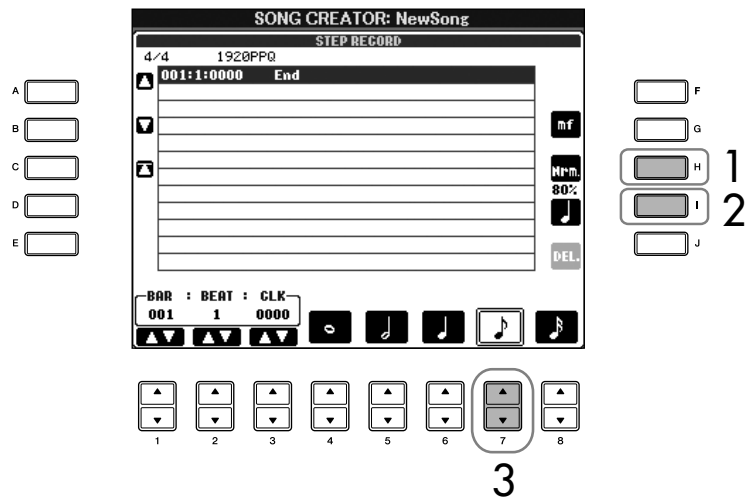 SONG CREATOR: NewSong
STEP RECORD
4/4 1920PPQ
001:1:0000 End
A
B
C
D
E
mf
Nrm.
80%
DEL.
F
G
H 1
I 2
J
BAR : BEAT : CLK
001 1 0000
1 2 3 4 5 6 7 8
3